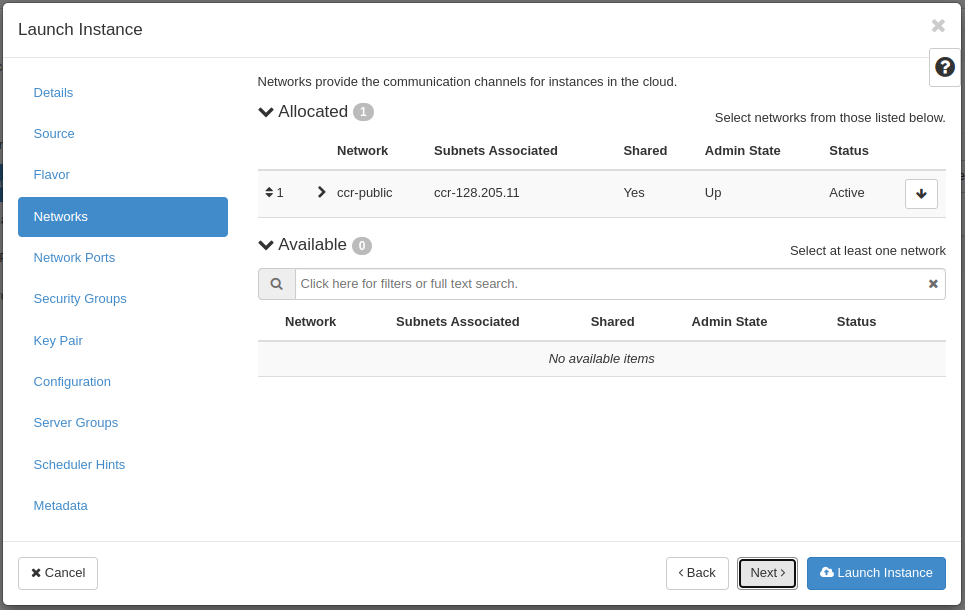 Launch Instance
Details
Source
Flavor
Networks
Network Ports
Security Groups
Key Pair
Configuration
Server Groups
Scheduler Hints
Metadata
Networks provide the communication channels for instances in the cloud.
Allocated 1
Select networks from those listed below.
Network Subnets Associated Shared Admin State Status
1 ccr-public ccr-128.205.11 Yes Up Active
Available 0
Select at least one network
Click here for filters or full text search.
Network Subnets Associated Shared Admin State Status
No available items
Cancel
Back
Next
Launch Instance